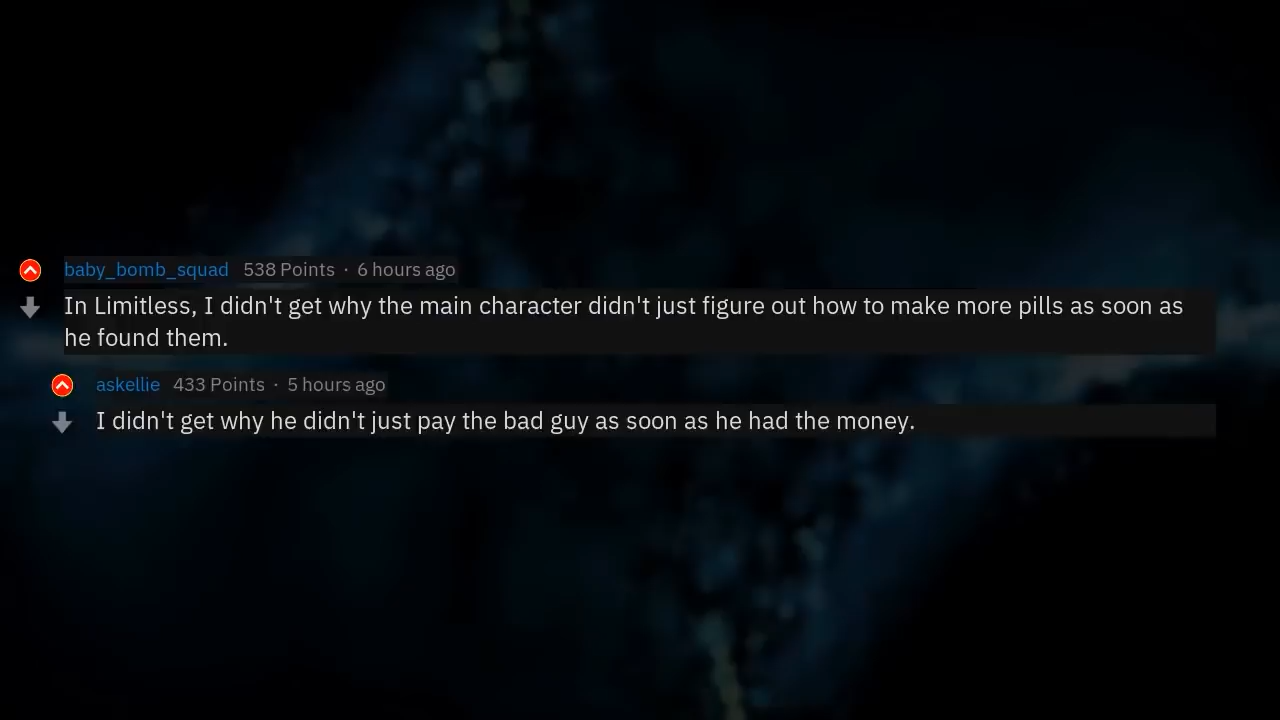 baby_bomb_squad 538 Points · 6 hours ago
In Limitless, I didn't get why the main character didn't just figure out how to make more pills as soon as
he found them.
askellie 433 Points · 5 hours ago
I didn't get why he didn't just pay the bad guy as soon as he had the money.